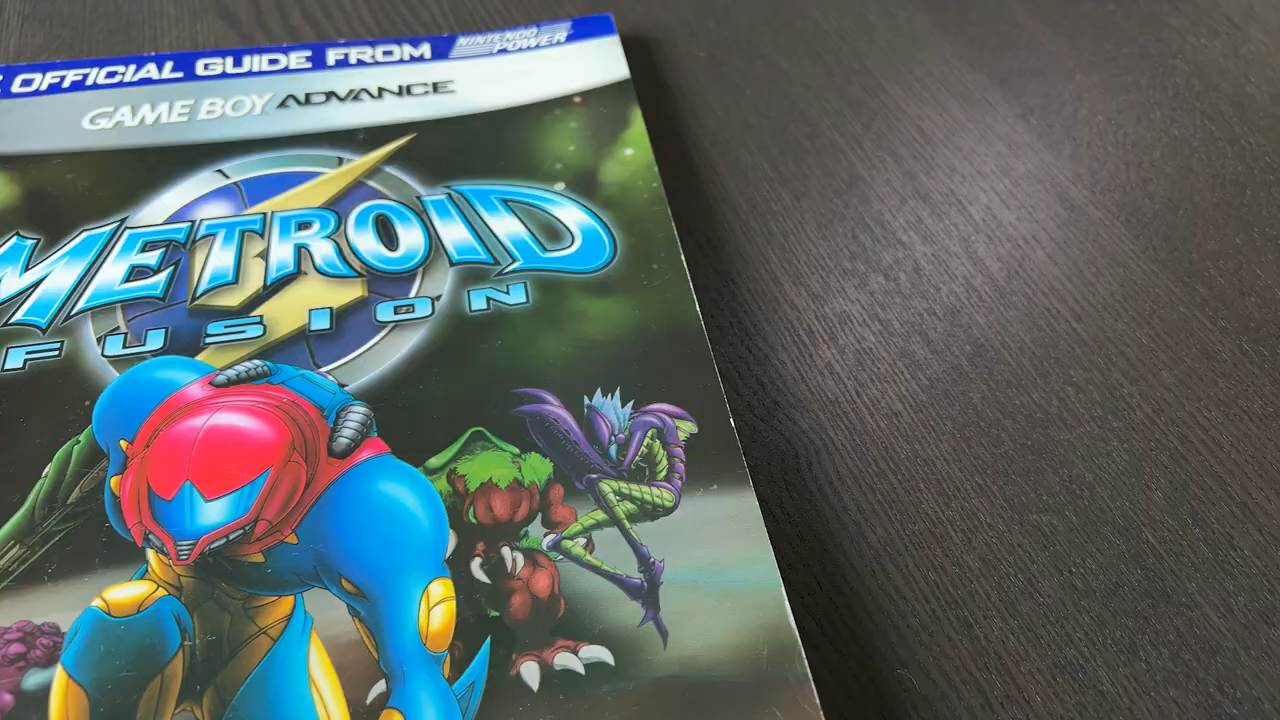 OFFICIAL GUIDE FROM NINTENDO POWER
GAME BOY ADVANCE
METROID
FUSION